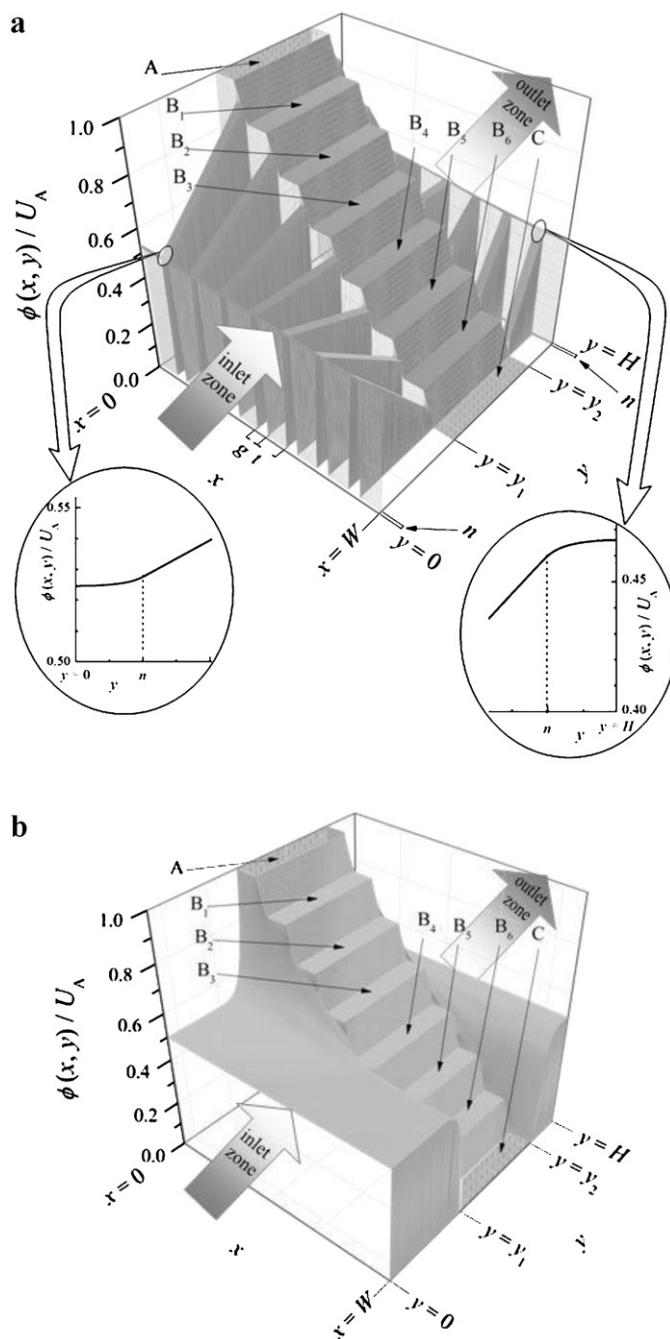 a
A
B1
B2
B3
B4
B5
B6
C
outlet
zone
1.0
0.8
0.6
0.4
0.2
0.0
ϕ (x, y) / UA
x = 0
inlet
zone
x
g t
x = W
y = 0
n
y = y1
y
y = y2
y = H
n
0.55
0.50
ϕ(x, y) / UA
y = 0
y
n
0.45
0.40
ϕ(x, y) / UA
n
y
y = H
b
A
B1
B2
B3
B4
B5
B6
C
outlet
zone
1.0
0.8
0.6
0.4
0.2
0.0
ϕ (x, y) / UA
x = 0
inlet
zone
x
x = W
y = 0
y = y1
y
y = y2
y = H